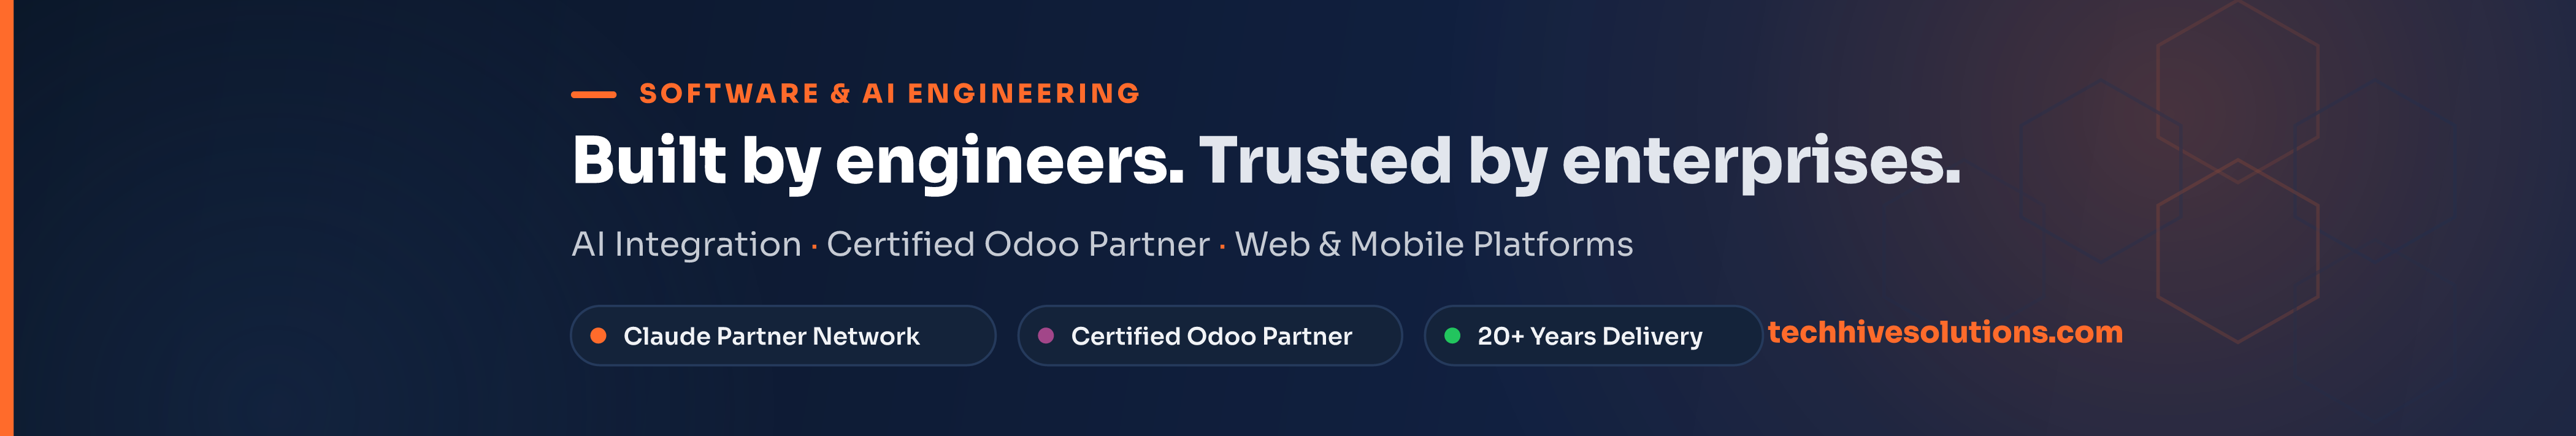 SOFTWARE & AI ENGINEERING
Built by engineers. Trusted by enterprises.
AI Integration · Certified Odoo Partner · Web & Mobile Platforms
Claude Partner Network Certified Odoo Partner 20+ Years Delivery techhivesolutions.com